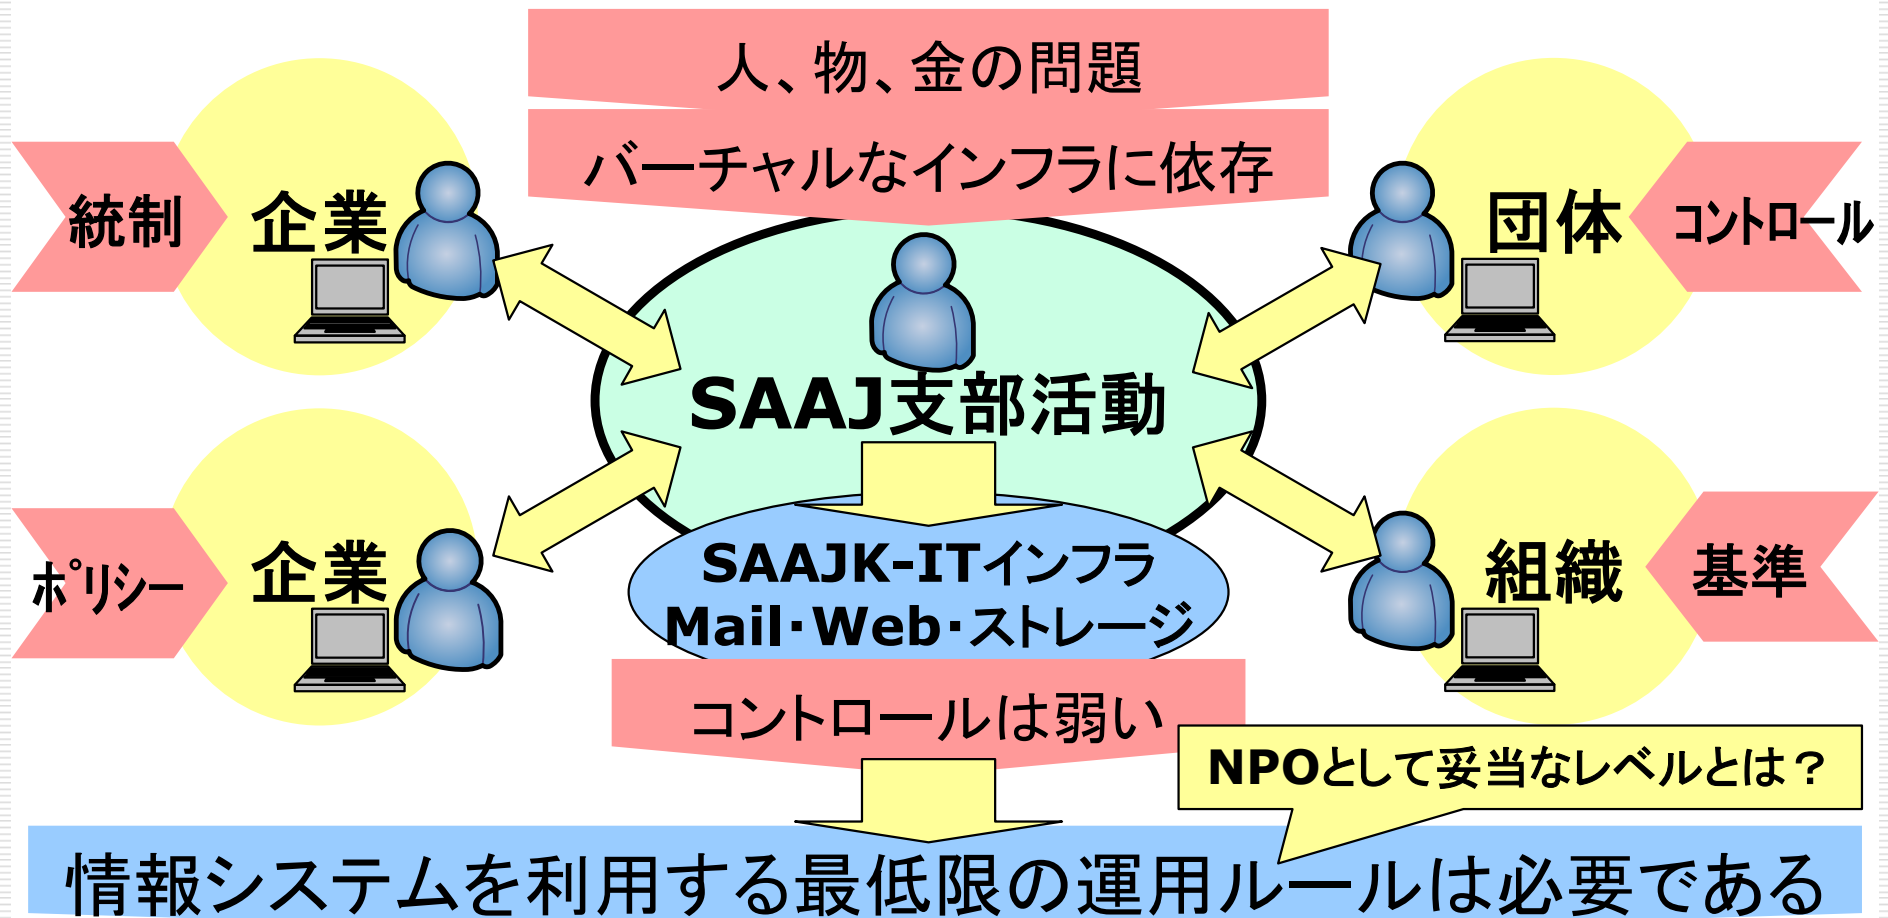 人、物、金の問題
バーチャルなインフラに依存
統制
企業
団体
コントロール
SAAJ支部活動
ポリシー
企業
SAAJK-ITインフラ
Mail・Web・ストレージ
組織
基準
コントロールは弱い
NPOとして妥当なレベルとは？
情報システムを利用する最低限の運用ルールは必要である